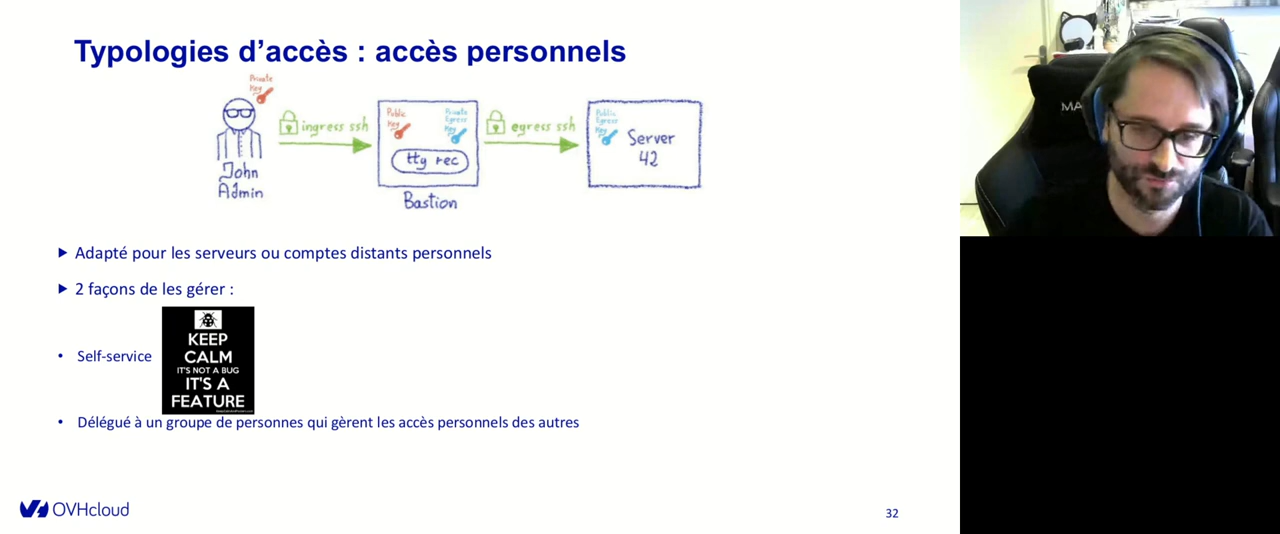 Typologies d'accès : accès personnels
Private
Key
ingress ssh
Public
Key
Private
Egress
Key
tty rec
egress ssh
Public
Egress
Key
Server
42
John
Admin
Bastion
Adapté pour les serveurs ou comptes distants personnels
2 façons de les gérer :
Self-service
KEEP
CALM
IT'S NOT A BUG
IT'S A
FEATURE
Délégué à un groupe de personnes qui gèrent les accès personnels des autres
OVHcloud
32
MA